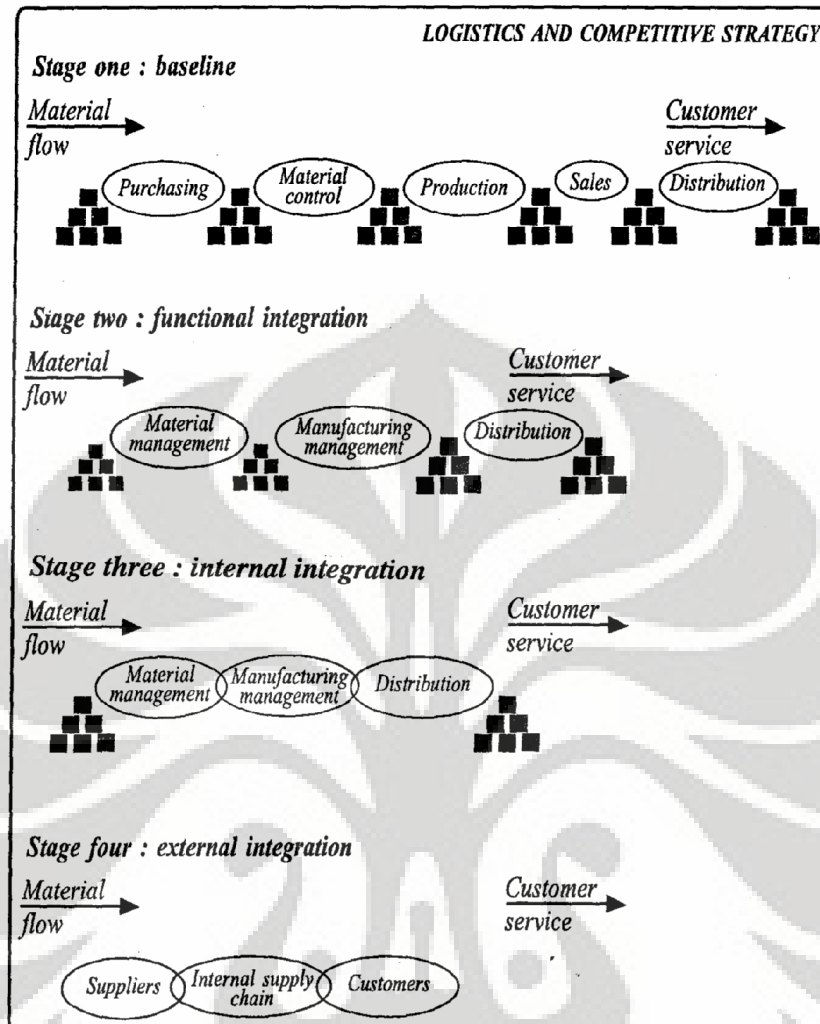 LOGISTICS AND COMPETITIVE STRATEGY
Stage one : baseline
Material
flow
Customer
service
Purchasing
Material
control
Production
Sales
Distribution
Stage two : functional integration
Material
flow
Customer
service
Material
management
Manufacturing
management
Distribution
Stage three : internal integration
Material
flow
Customer
service
Material
management
Manufacturing
management
Distribution
Stage four : external integration
Material
flow
Customer
service
Suppliers
Internal supply
chain
Customers